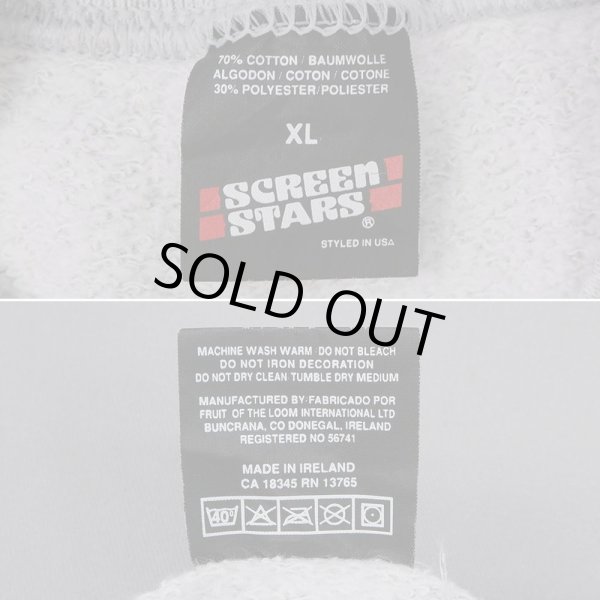 70% COTTON / BAUMWOLLE
ALGODON / COTON / COTONE
30% POLYESTER / POLIESTER
XL
SCREEN
STARS ®
STYLED IN USA
SOLD OUT
MACHINE WASH WARM DO NOT BLEACH
DO NOT IRON DECORATION
DO NOT DRY CLEAN TUMBLE DRY MEDIUM
MANUFACTURED BY/FABRICADO POR
FRUIT OF THE LOOM INTERNATIONAL LTD
BUNCRANA, CO DONEGAL, IRELAND
REGISTERED NO 56741
MADE IN IRELAND
CA 18345 RN 13765
40°